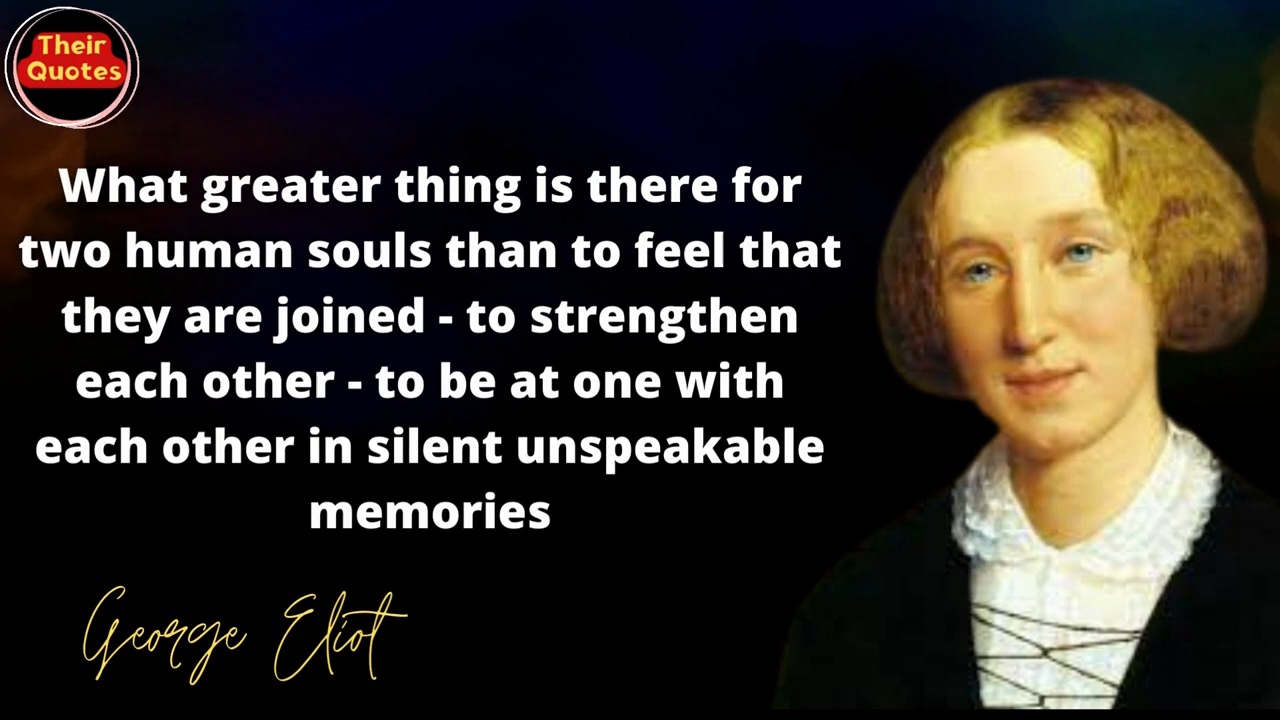 Their
Quotes
What greater thing is there for
two human souls than to feel that
they are joined - to strengthen
each other - to be at one with
each other in silent unspeakable
memories
George Eliot